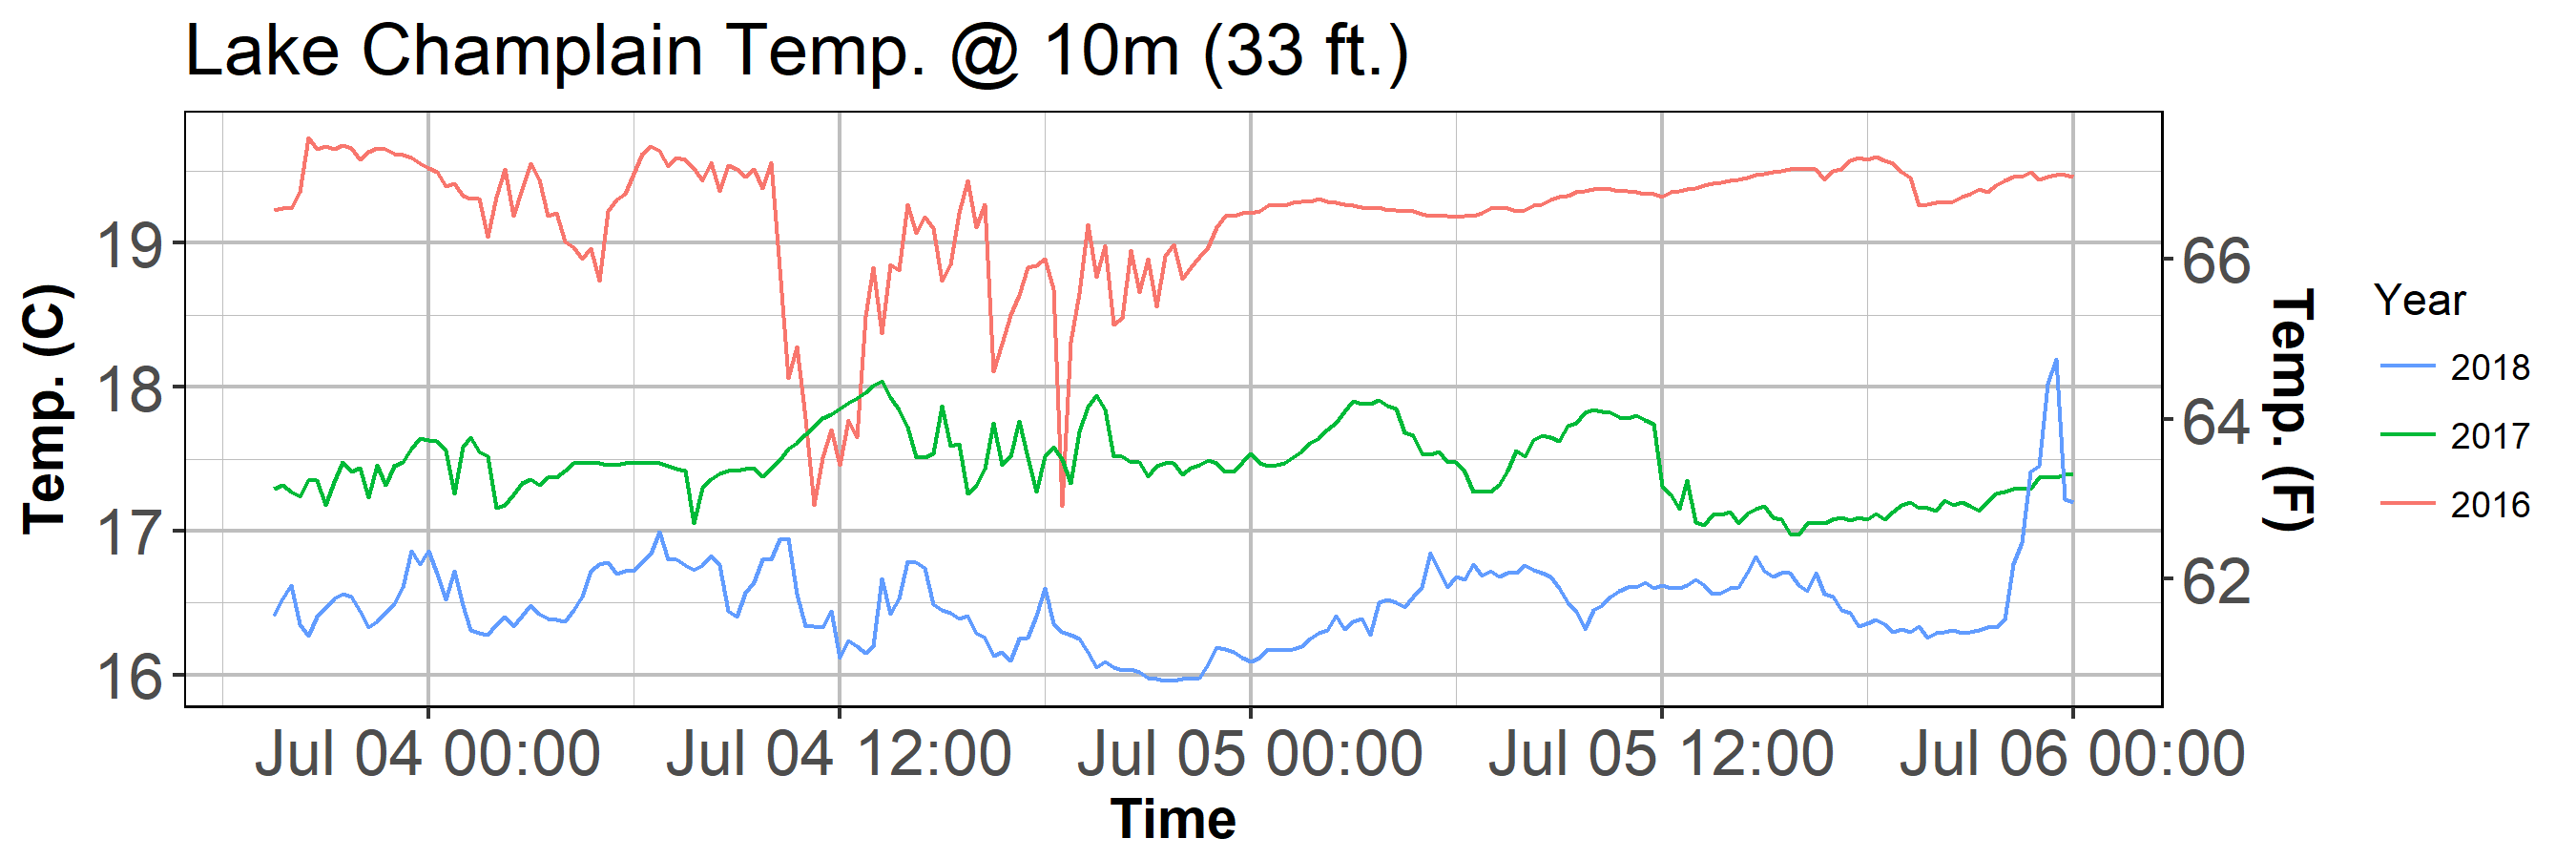 Lake Champlain Temp. @ 10m (33 ft.)
Temp. (C)
19
18
17
16
66
64
62
Temp. (F)
Year
2018
2017
2016
Jul 04 00:00
Jul 04 12:00
Jul 05 00:00
Jul 05 12:00
Jul 06 00:00
Time